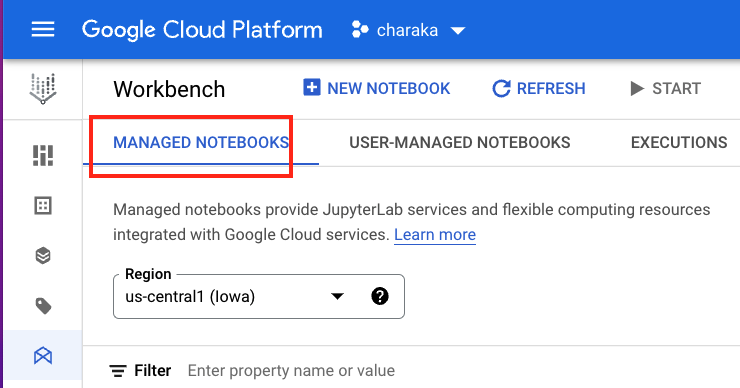 Google Cloud Platform charaka
Workbench NEW NOTEBOOK REFRESH START
MANAGED NOTEBOOKS USER-MANAGED NOTEBOOKS EXECUTIONS
Managed notebooks provide JupyterLab services and flexible computing resources
integrated with Google Cloud services. Learn more
Region
us-central1 (Iowa) ?
Filter Enter property name or value